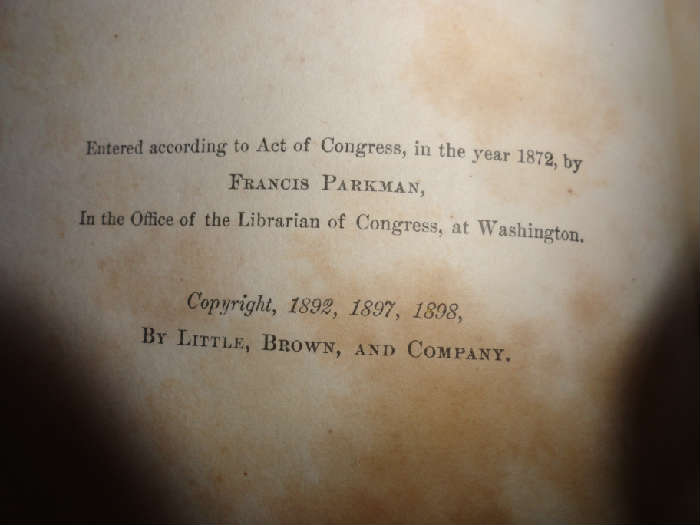 Entered according to Act of Congress, in the year 1872, by
FRANCIS PARKMAN,
In the Office of the Librarian of Congress, at Washington.
Copyright, 1892, 1897, 1898,
BY LITTLE, BROWN, AND COMPANY.